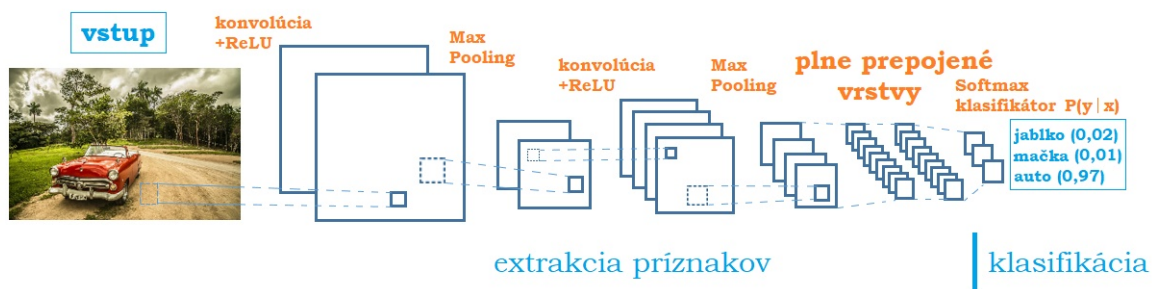 vstup
konvolúcia
+ReLU
Max
Pooling
konvolúcia
+ReLU
Max
Pooling
plne prepojené
vrstvy
Softmax
klasifikátor P(y|x)
jablko (0,02)
mačka (0,01)
auto (0,97)
extrakcia príznakov
klasifikácia